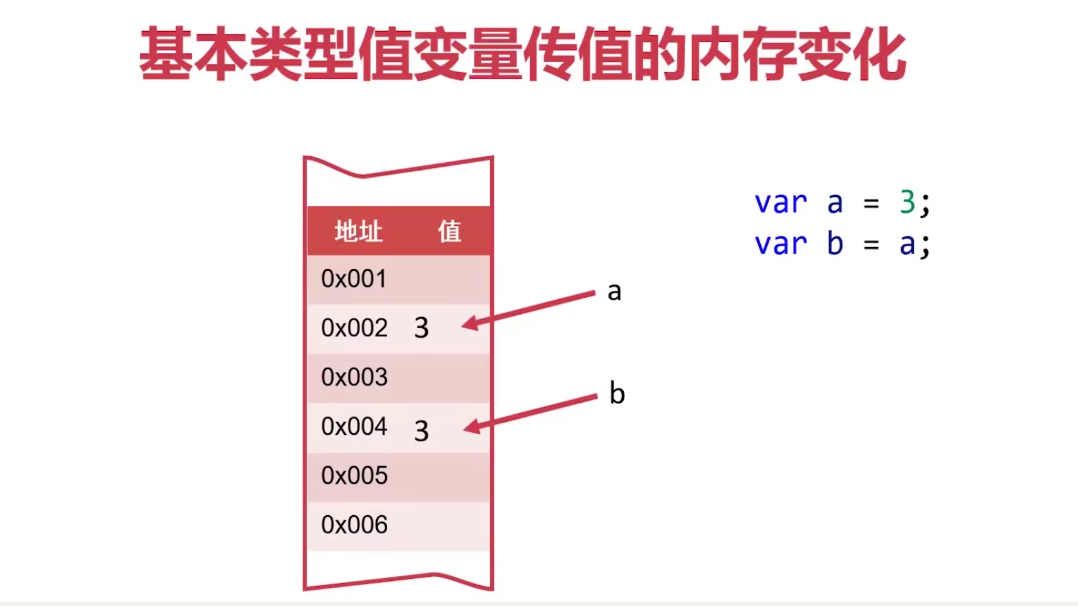 基本类型值变量传值的内存变化
地址 值
0x001
0x002 3
0x003
0x004 3
0x005
0x006
a
b
var a = 3;
var b = a;